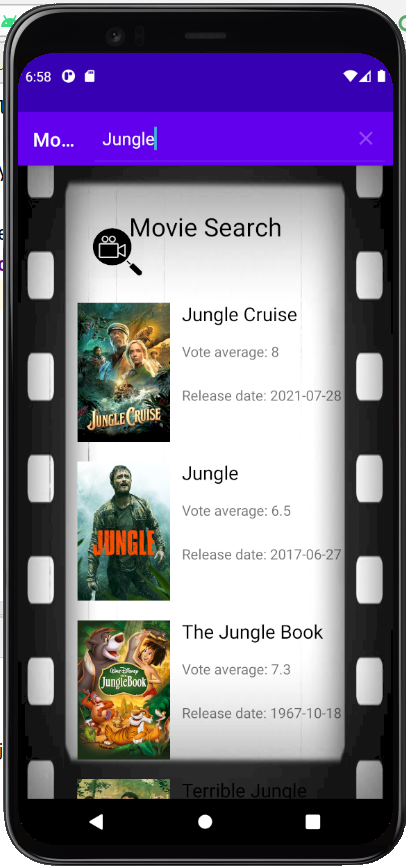 6:58
Mo...
Jungle
Movie Search
Jungle Cruise
Vote average: 8
Release date: 2021-07-28
JUNGLE CRUISE
Jungle
Vote average: 6.5
Release date: 2017-06-27
JUNGLE
The Jungle Book
Vote average: 7.3
Release date: 1967-10-18
WALT DISNEY
The
JungleBook
Terrible Jungle